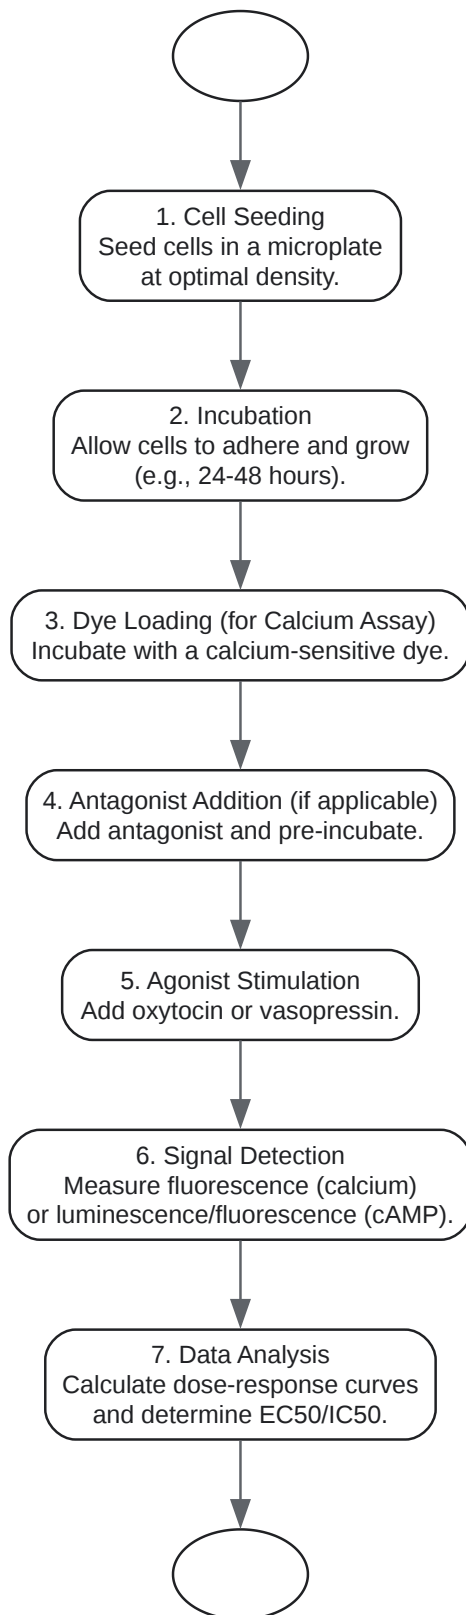 1. Cell Seeding
Seed cells in a microplate
at optimal density.
2. Incubation
Allow cells to adhere and grow
(e.g., 24-48 hours).
3. Dye Loading (for Calcium Assay)
Incubate with a calcium-sensitive dye.
4. Antagonist Addition (if applicable)
Add antagonist and pre-incubate.
5. Agonist Stimulation
Add oxytocin or vasopressin.
6. Signal Detection
Measure fluorescence (calcium)
or luminescence/fluorescence (cAMP).
7. Data Analysis
Calculate dose-response curves
and determine EC50/IC50.